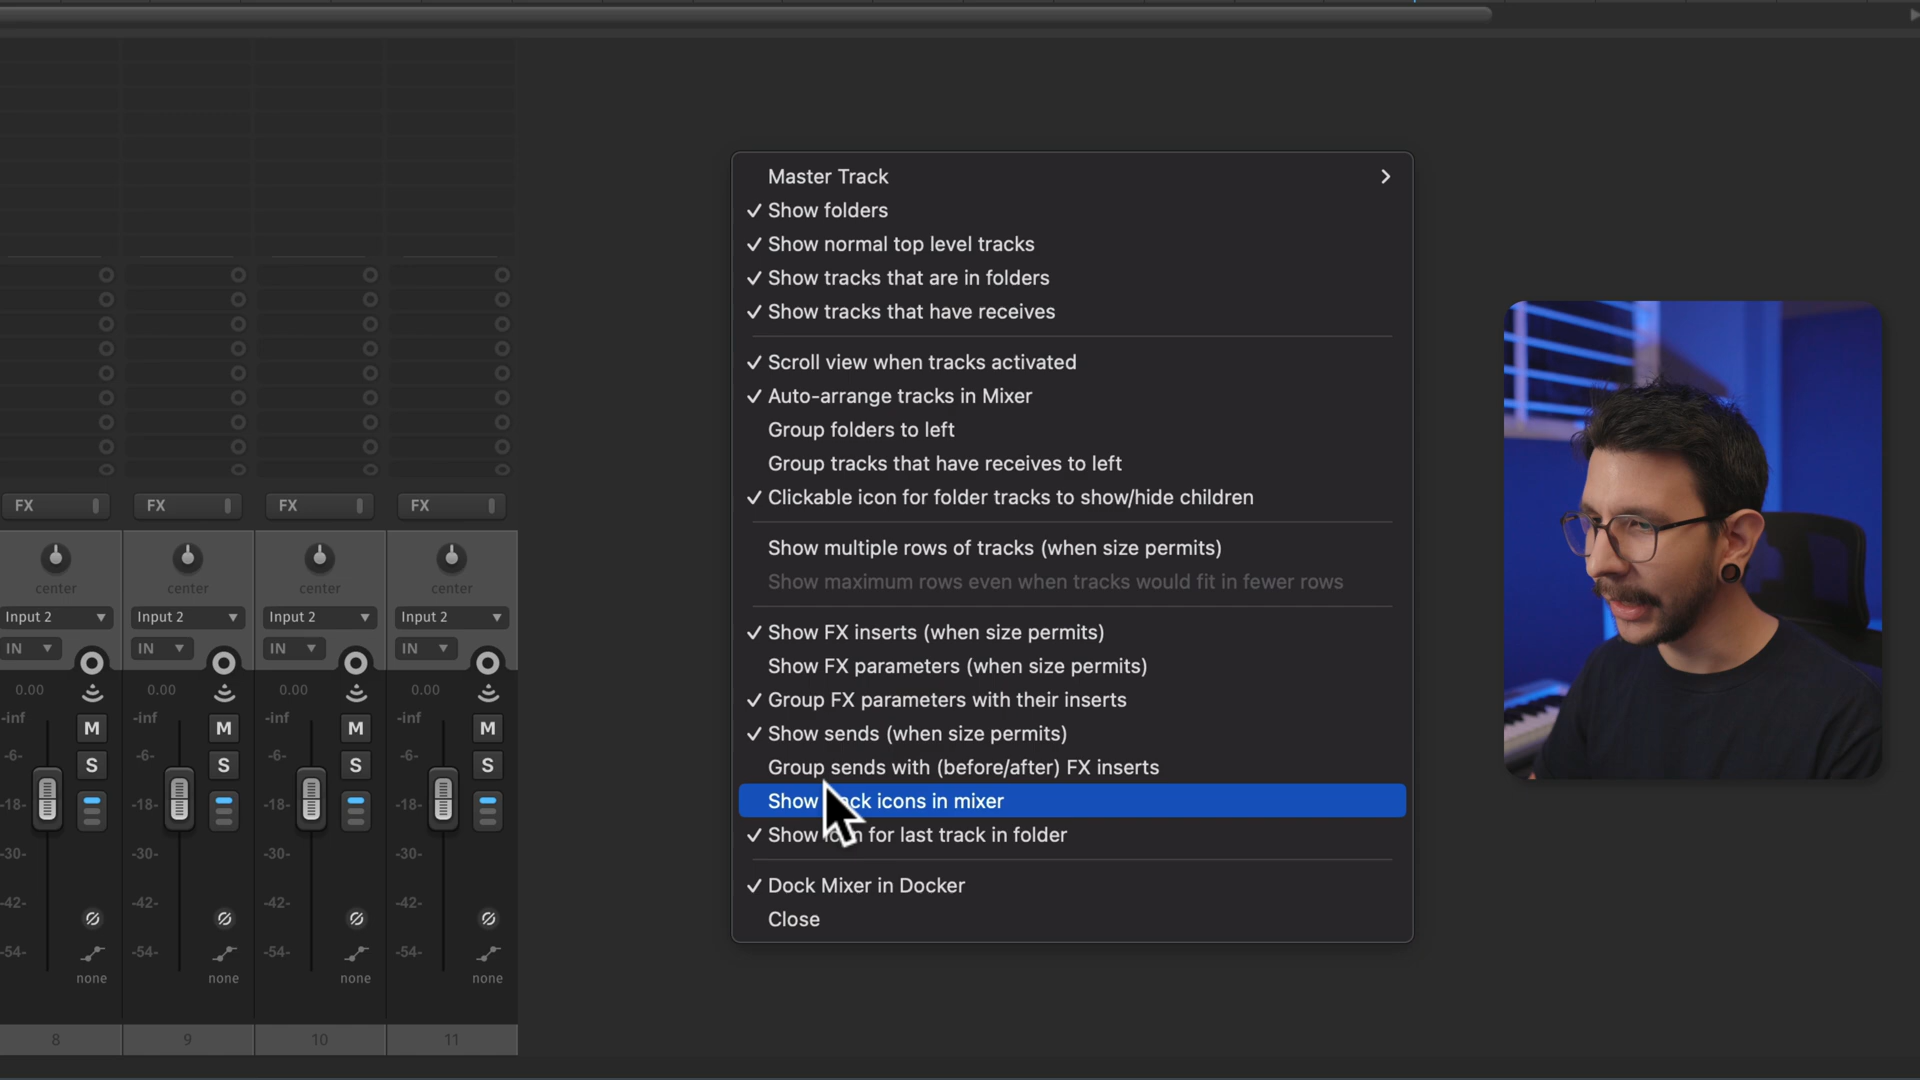 Master Track
✓ Show folders
✓ Show normal top level tracks
✓ Show tracks that are in folders
✓ Show tracks that have receives
✓ Scroll view when tracks activated
✓ Auto-arrange tracks in Mixer
Group folders to left
Group tracks that have receives to left
✓ Clickable icon for folder tracks to show/hide children
Show multiple rows of tracks (when size permits)
Show maximum rows even when tracks would fit in fewer rows
✓ Show FX inserts (when size permits)
Show FX parameters (when size permits)
✓ Group FX parameters with their inserts
✓ Show sends (when size permits)
Group sends with (before/after) FX inserts
Show track icons in mixer
✓ Show icon for last track in folder
✓ Dock Mixer in Docker
Close
FX FX FX FX
center center center center
Input 2 Input 2 Input 2 Input 2
IN IN IN IN
0.00 0.00 0.00 0.00
-inf -inf -inf -inf
M M M M
-6- -6- -6- -6-
S S S S
-18- -18- -18- -18-
-30- -30- -30- -30-
-42- -42- -42- -42-
-54- -54- -54- -54-
none none none none
8 9 10 11